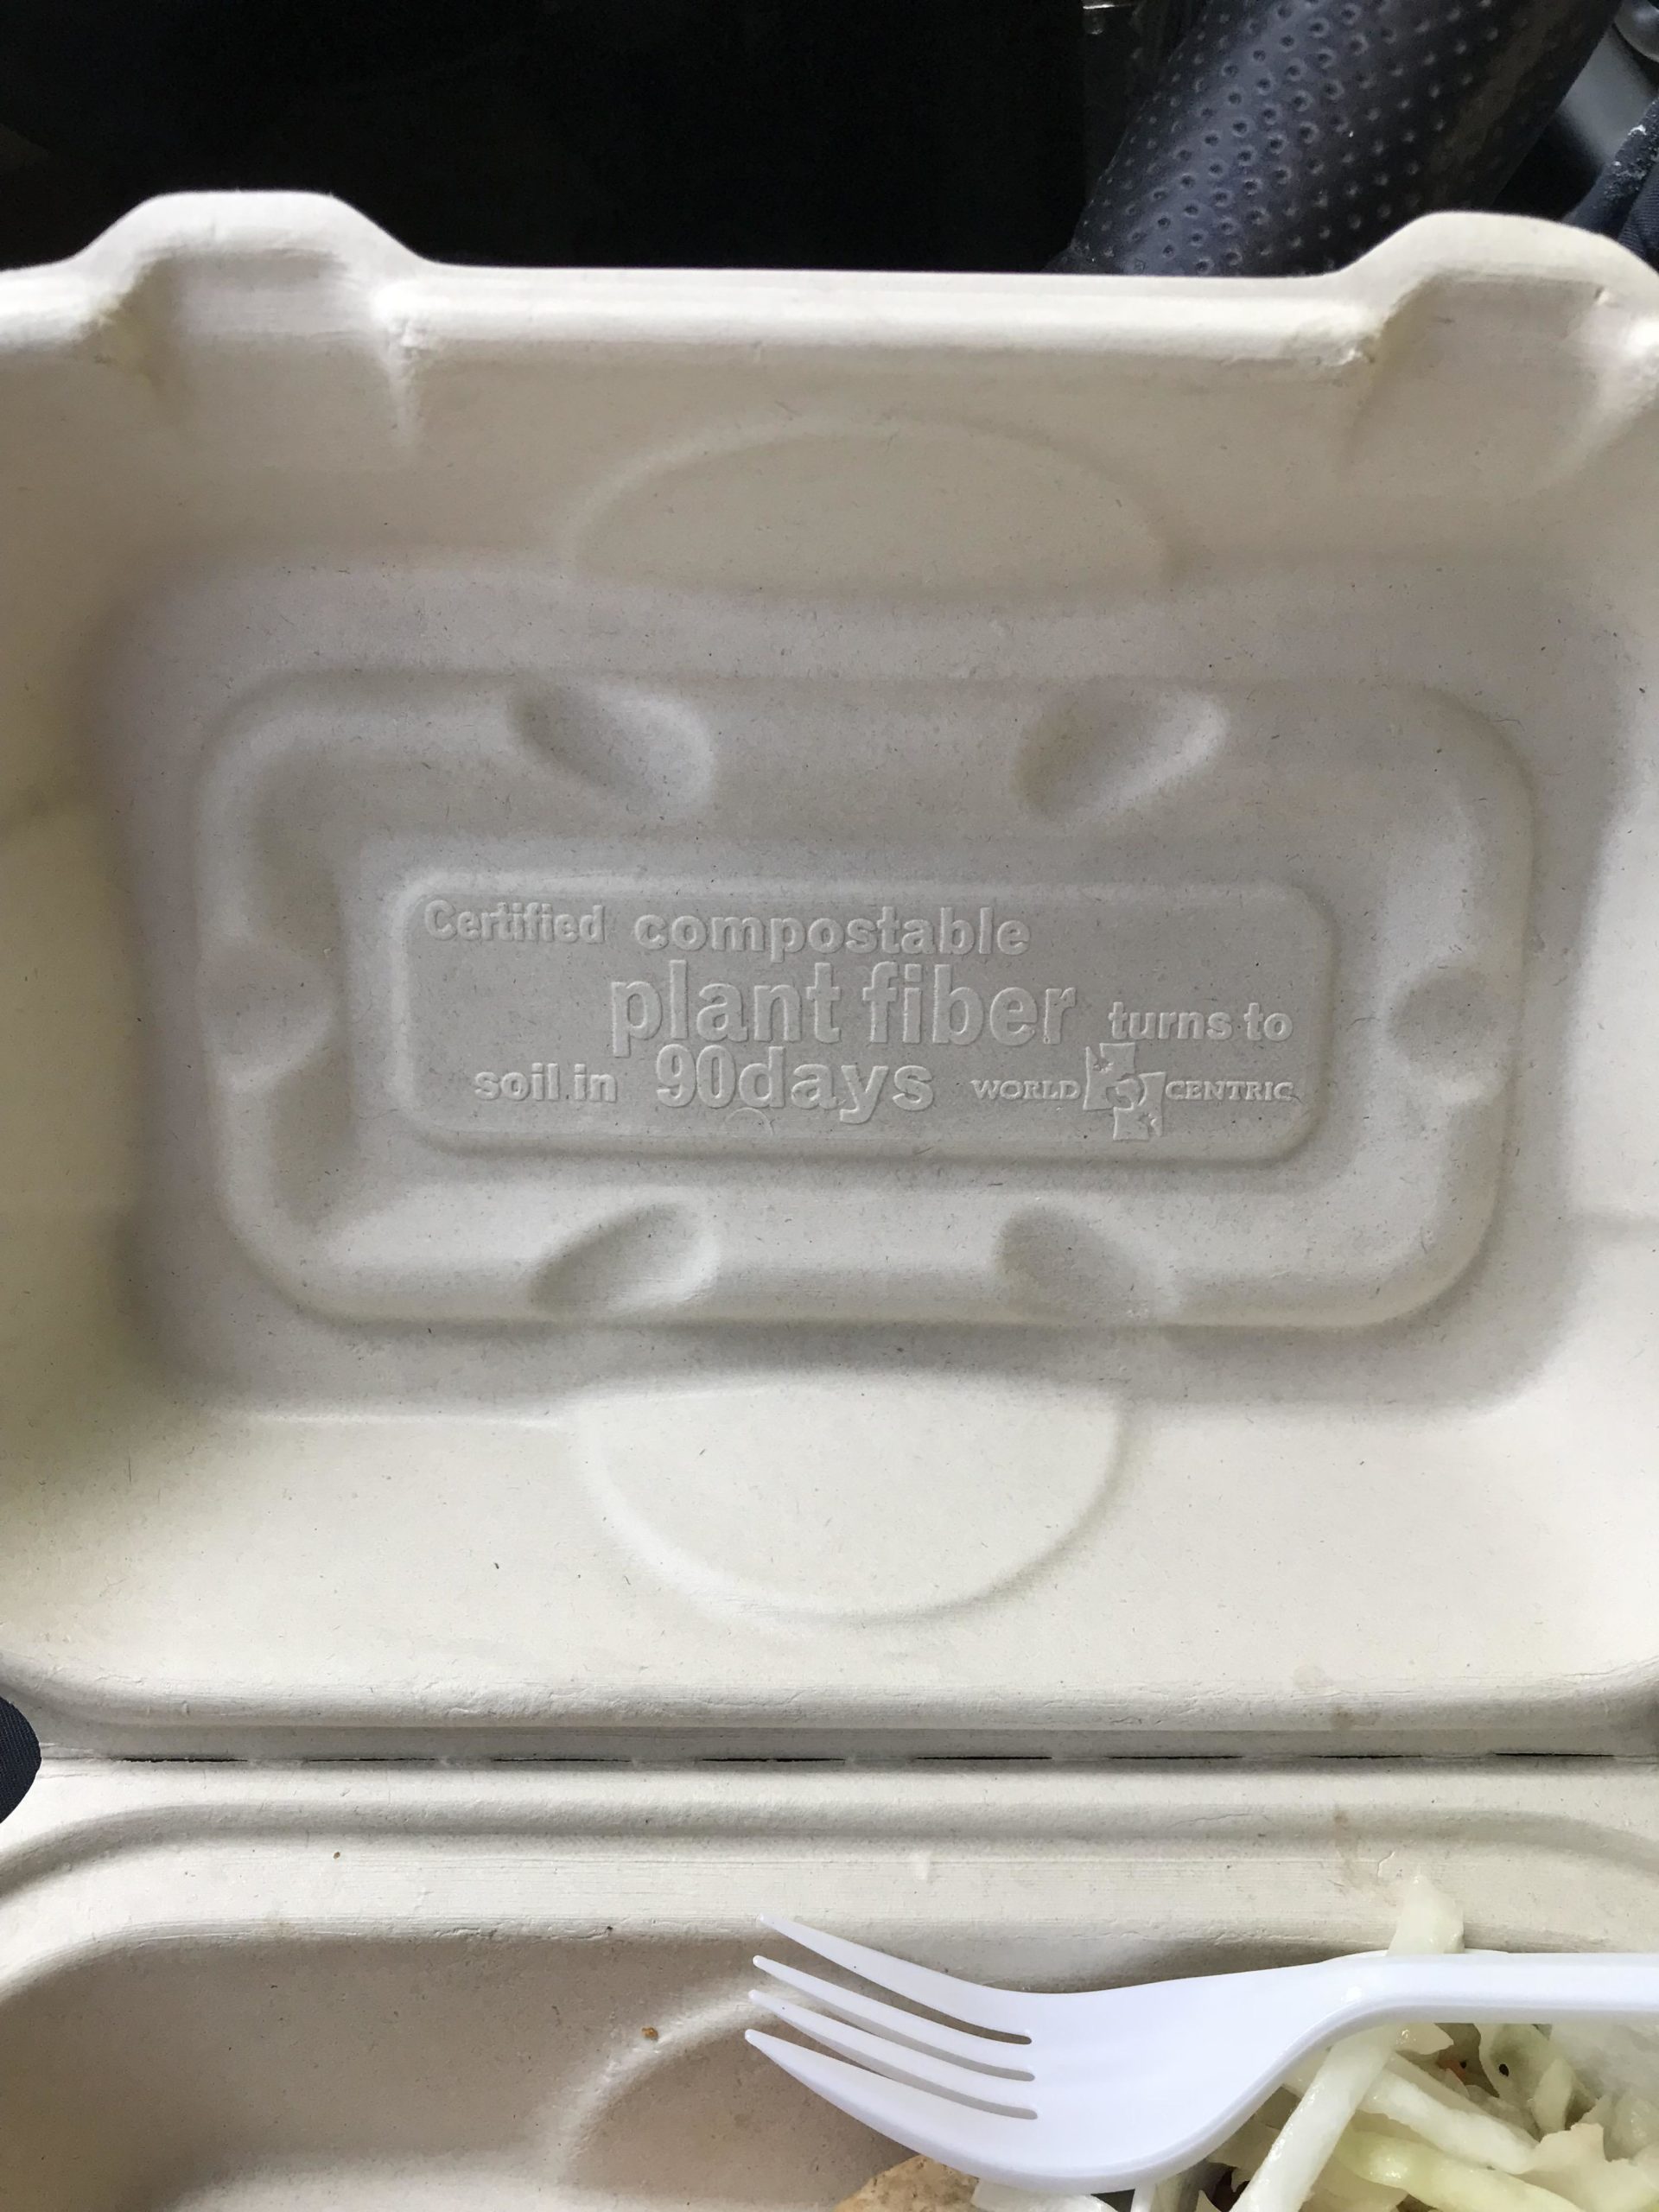 Certified compostable
plant fiber turns to
soil in 90days WORLD CENTRIC